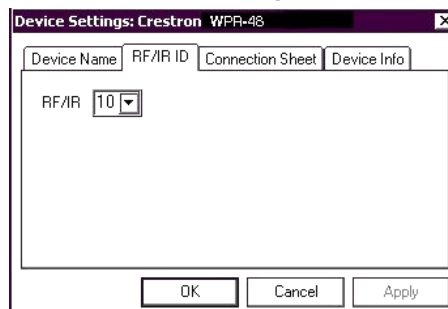 Device Settings: Crestron WPR-48
Device Name RF/IR ID Connection Sheet Device Info
RF/IR 10
OK Cancel Apply